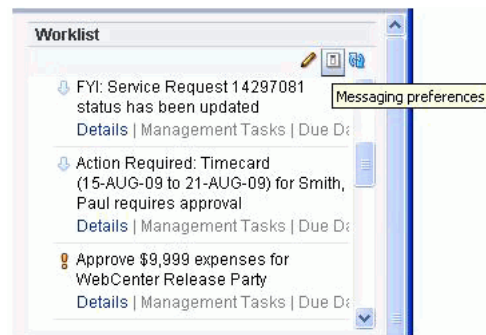 Worklist
Messaging preferences
FYI: Service Request 14297081
status has been updated
Details | Management Tasks | Due Da
Action Required: Timecard
(15-AUG-09 to 21-AUG-09) for Smith,
Paul requires approval
Details | Management Tasks | Due Da
Approve $9,999 expenses for
WebCenter Release Party
Details | Management Tasks | Due Da